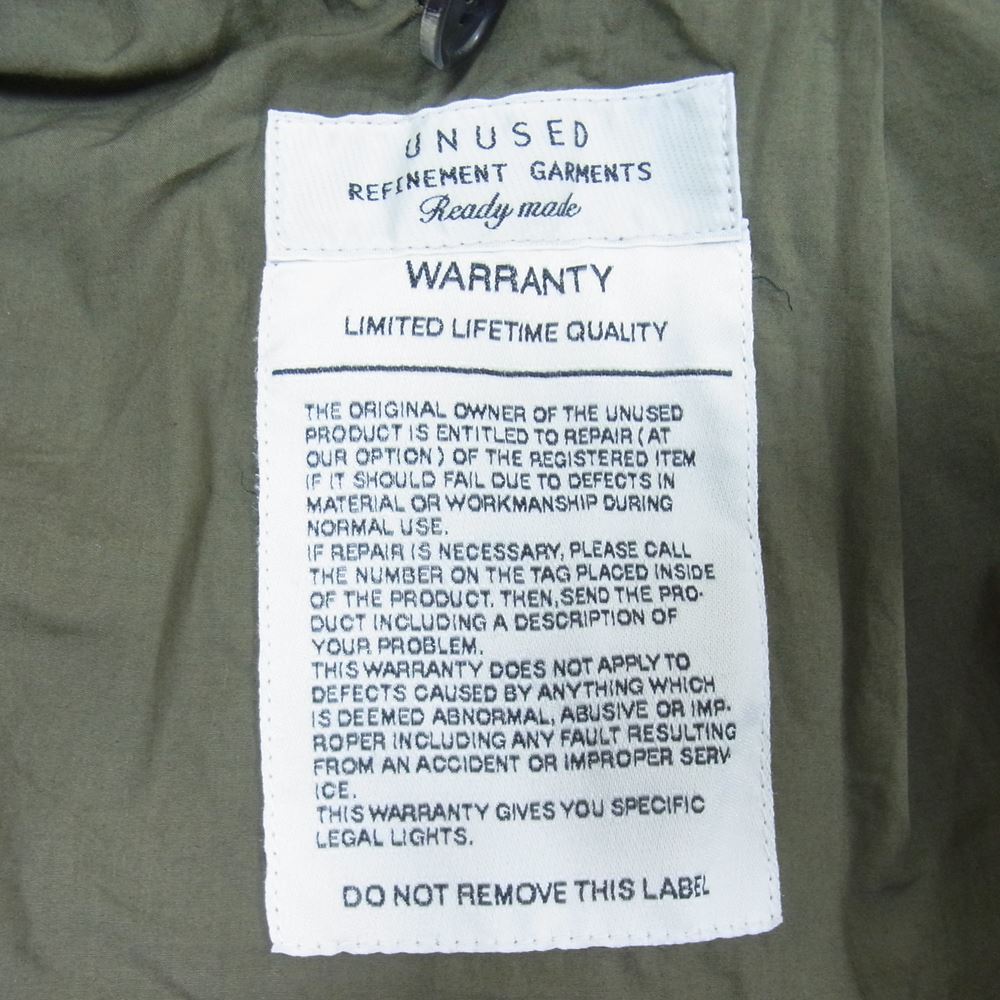 UNUSED
REFINEMENT GARMENTS
Ready made
WARRANTY
LIMITED LIFETIME QUALITY
THE ORIGINAL OWNER OF THE UNUSED
PRODUCT IS ENTITLED TO REPAIR (AT
OUR OPTION) OF THE REGISTERED ITEM
IF IT SHOULD FAIL DUE TO DEFECTS IN
MATERIAL OR WORKMANSHIP DURING
NORMAL USE.
IF REPAIR IS NECESSARY, PLEASE CALL
THE NUMBER ON THE TAG PLACED INSIDE
OF THE PRODUCT. THEN, SEND THE PRO-
DUCT INCLUDING A DESCRIPTION OF
YOUR PROBLEM.
THIS WARRANTY DOES NOT APPLY TO
DEFECTS CAUSED BY ANYTHING WHICH
IS DEEMED ABNORMAL, ABUSIVE OR IMP-
ROPER INCLUDING ANY FAULT RESULTING
FROM AN ACCIDENT OR IMPROPER SERV-
ICE.
THIS WARRANTY GIVES YOU SPECIFIC
LEGAL LIGHTS.
DO NOT REMOVE THIS LABEL